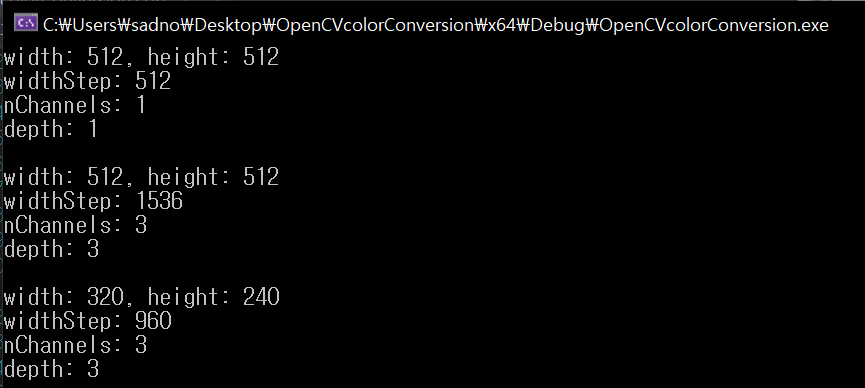 C:₩Users₩sadno₩Desktop₩OpenCVcolorConversion₩x64₩Debug₩OpenCVcolorConversion.exe
width: 512, height: 512
widthStep: 512
nChannels: 1
depth: 1
width: 512, height: 512
widthStep: 1536
nChannels: 3
depth: 3
width: 320, height: 240
widthStep: 960
nChannels: 3
depth: 3